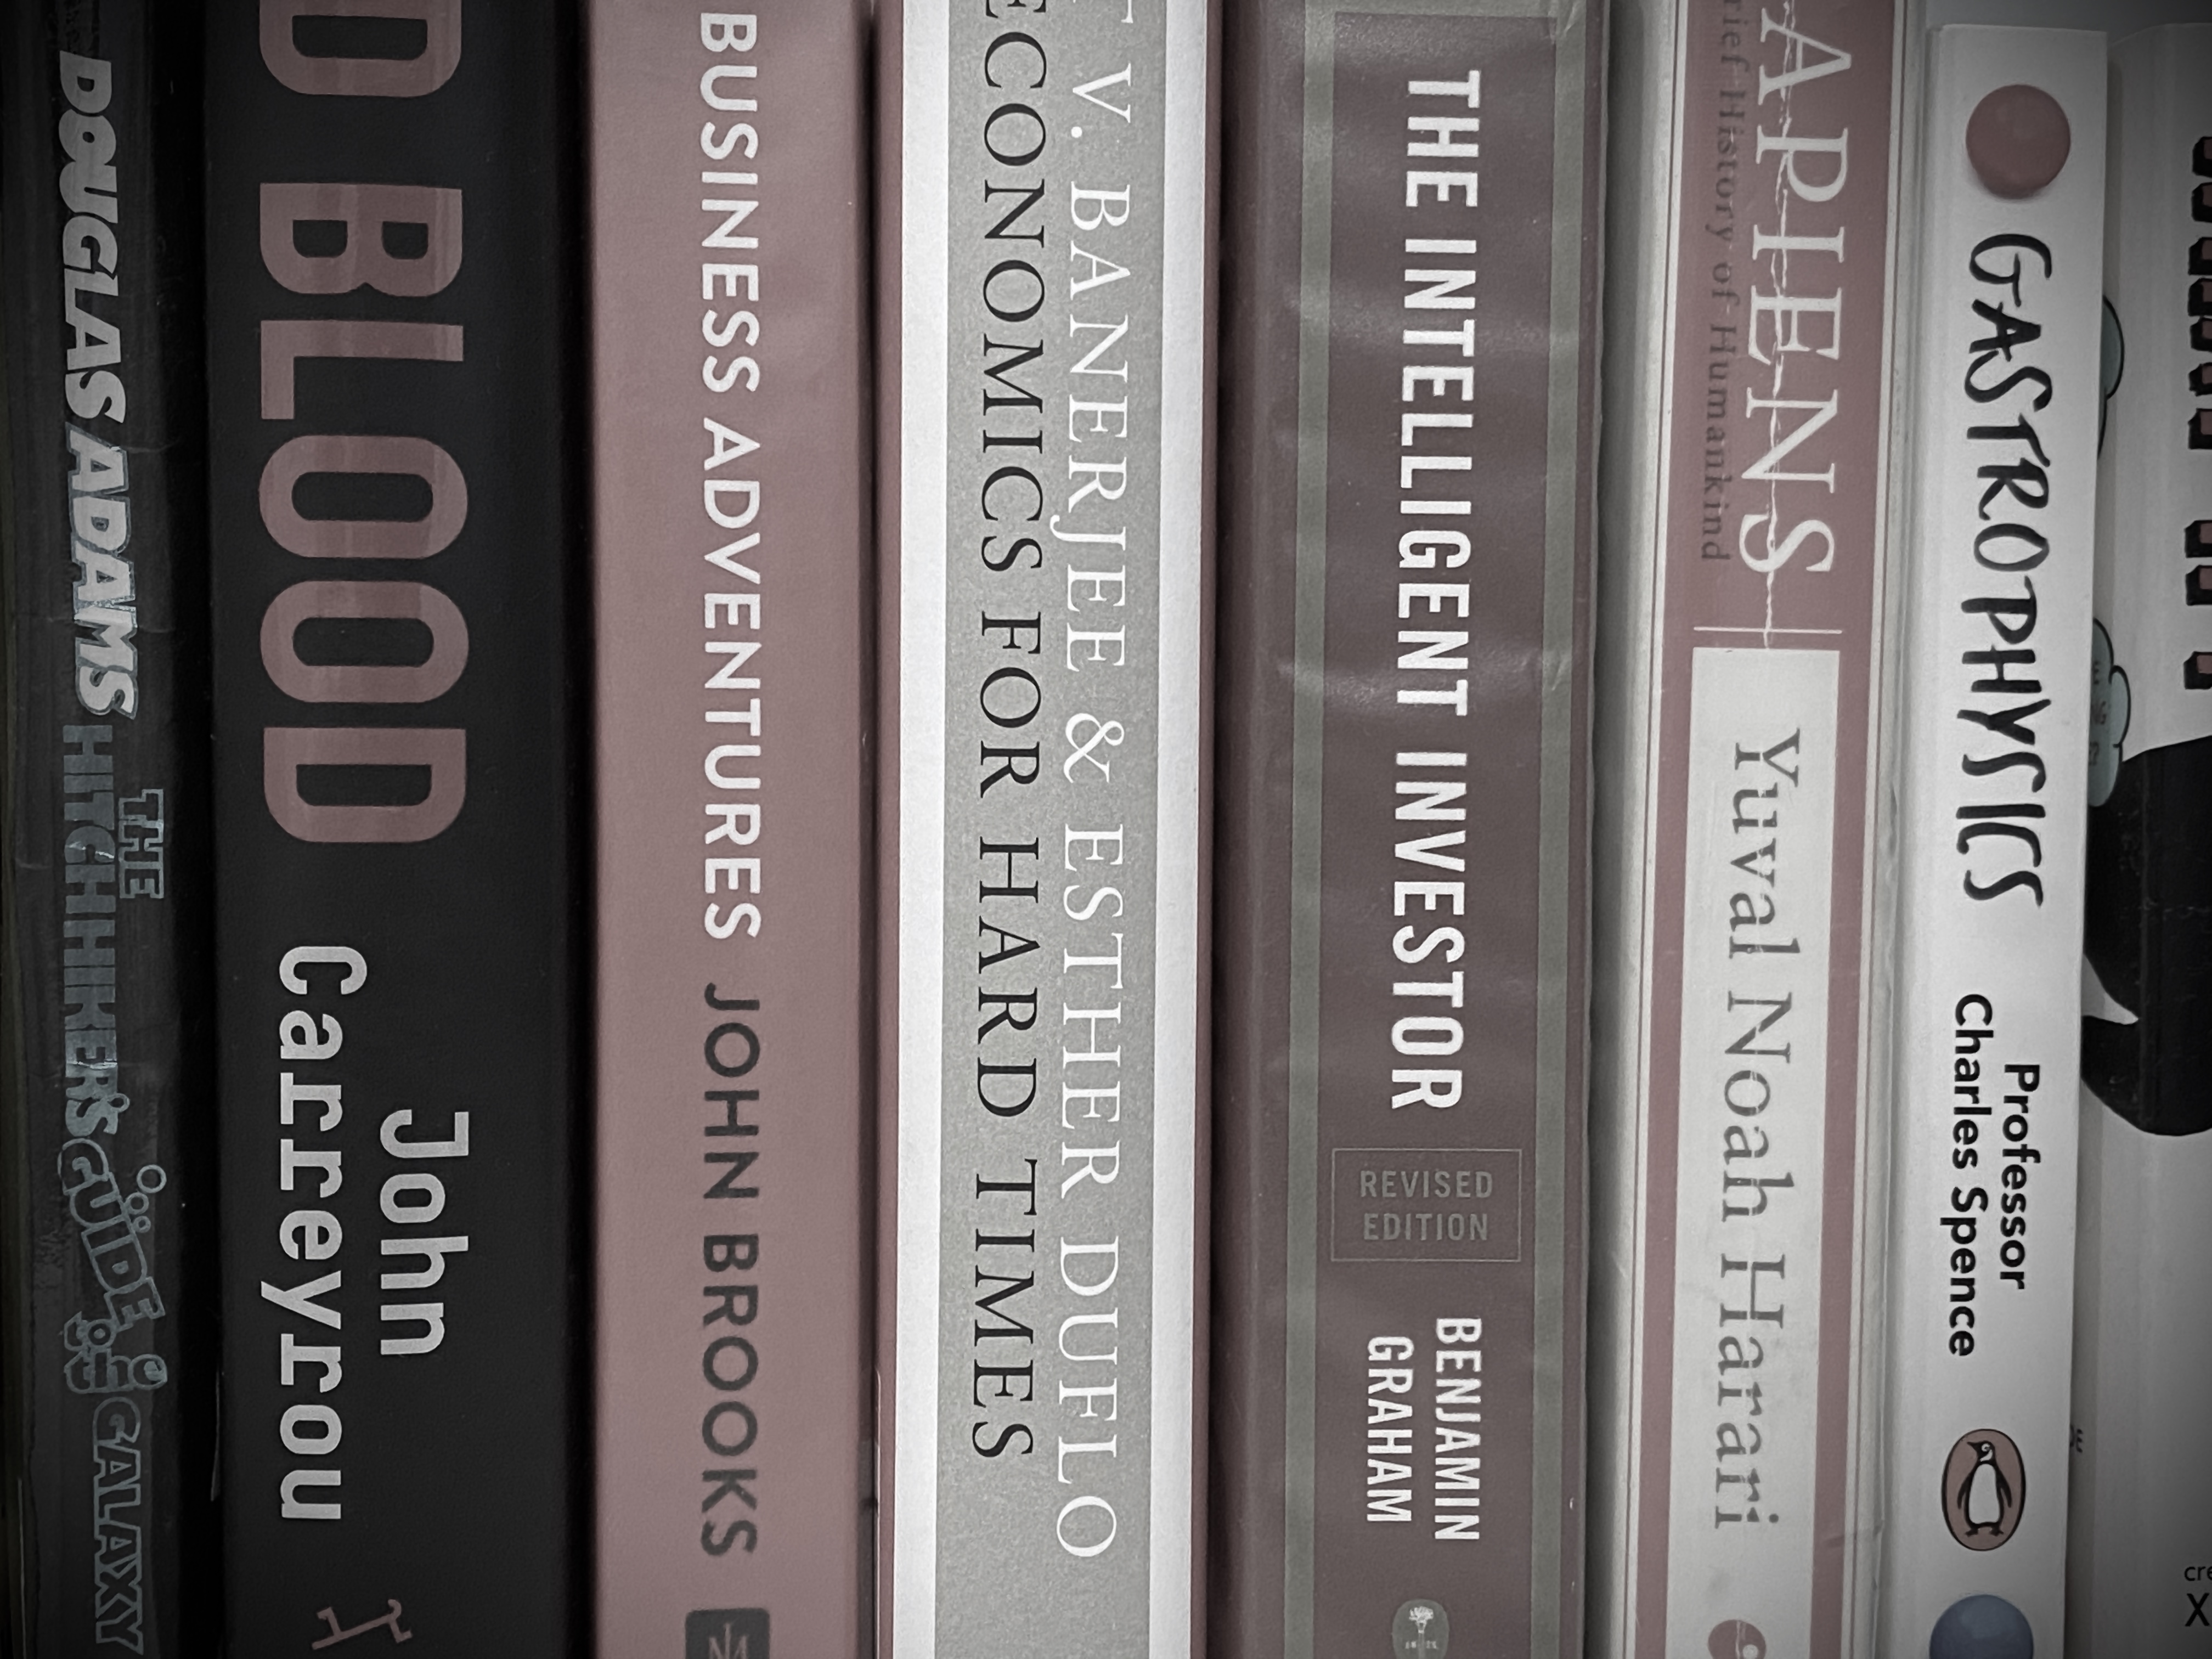 DOUGLAS ADAMS
THE
HITCHHIKER'S GUIDE
GALAXY
D BLOOD
John
Carreyrou
BUSINESS ADVENTURES JOHN BROOKS
T V. BANERJEE & ESTHER DUFLO
ECONOMICS FOR HARD TIMES
THE INTELLIGENT INVESTOR
REVISED
EDITION
BENJAMIN
GRAHAM
APIENS
rief History of Humankind
Yuval Noah Harari
GASTROPHYSICS
Professor
Charles Spence
cre
X